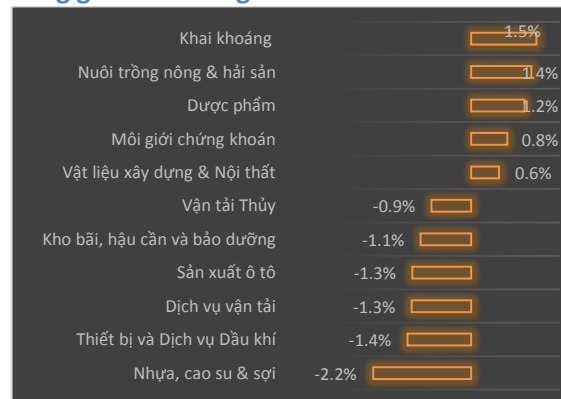 Khai khoáng 1.5%
Nuôi trồng nông & hải sản 1.4%
Dược phẩm 1.2%
Môi giới chứng khoán 0.8%
Vật liệu xây dựng & Nội thất 0.6%
Vận tải Thủy -0.9%
Kho bãi, hậu cần và bảo dưỡng -1.1%
Sản xuất ô tô -1.3%
Dịch vụ vận tải -1.3%
Thiết bị và Dịch vụ Dầu khí -1.4%
Nhựa, cao su & sợi -2.2%